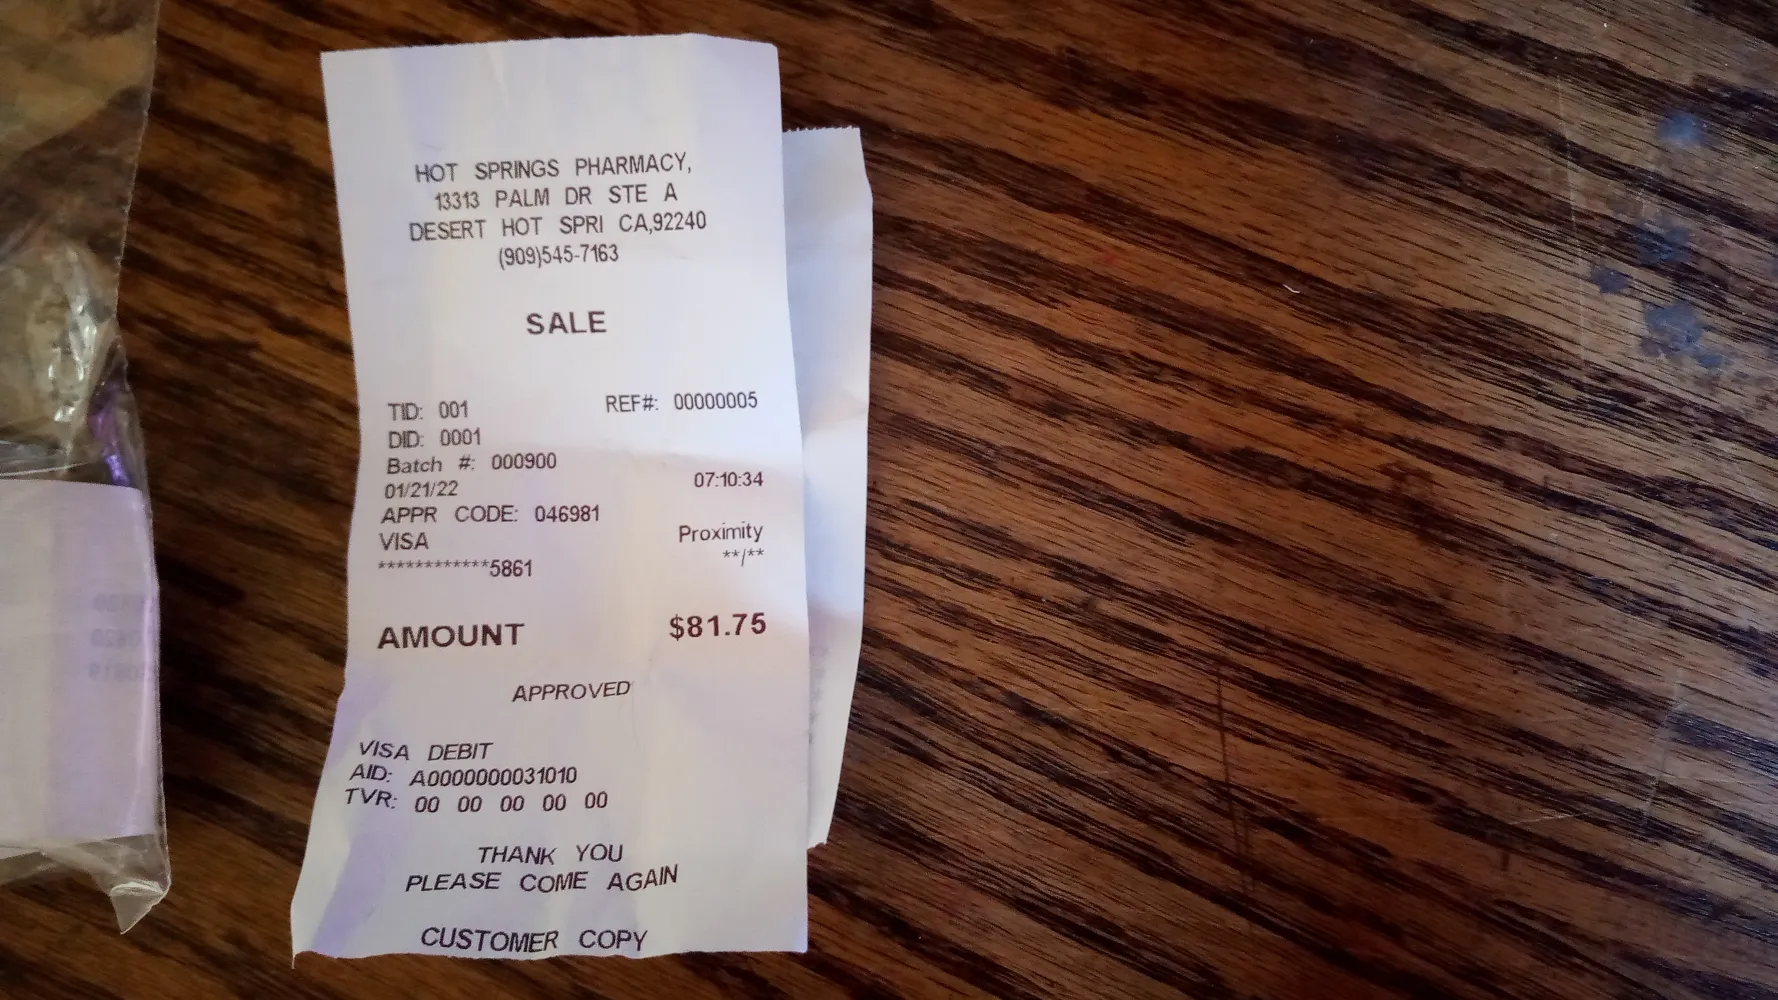 HOT SPRINGS PHARMACY,
13313 PALM DR STE A
DESERT HOT SPRI CA,92240
(909)545-7163
SALE
TID: 001 REF#: 00000005
DID: 0001
Batch #: 000900
01/21/22 07:10:34
APPR CODE: 046981
VISA Proximity
************5861 **/**
AMOUNT $81.75
APPROVED
VISA DEBIT
AID: A0000000031010
TVR: 00 00 00 00 00
THANK YOU
PLEASE COME AGAIN
CUSTOMER COPY